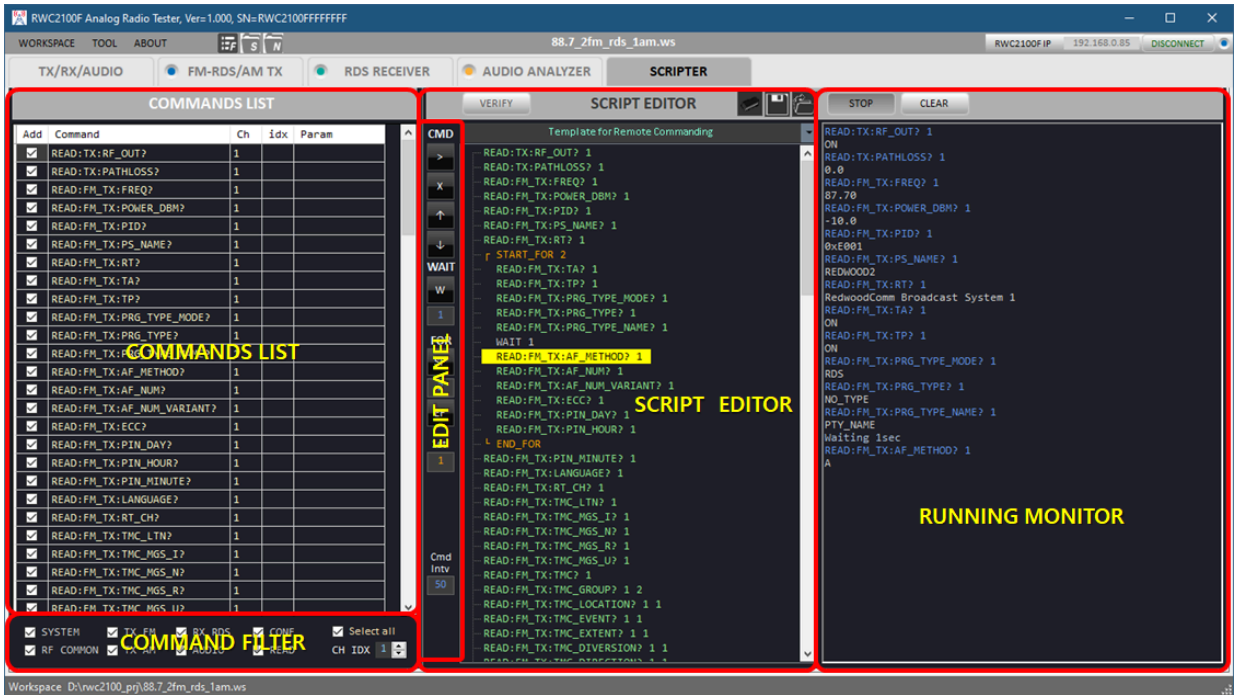 RWC2100F Analog Radio Tester, Ver=1.000, SN=RWC2100FFFFFFFF
WORKSPACE TOOL ABOUT F S N 88.7_2fm_rds_1am.ws RWC2100F IP 192.168.0.85 DISCONNECT
TX/RX/AUDIO FM-RDS/AM TX RDS RECEIVER AUDIO ANALYZER SCRIPTER
COMMANDS LIST
Add Command Ch idx Param
READ:TX:RF_OUT? 1
READ:TX:PATHLOSS? 1
READ:FM_TX:FREQ? 1
READ:FM_TX:POWER_DBM? 1
READ:FM_TX:PID? 1
READ:FM_TX:PS_NAME? 1
READ:FM_TX:RT? 1
READ:FM_TX:TA? 1
READ:FM_TX:TP? 1
READ:FM_TX:PRG_TYPE_MODE? 1
READ:FM_TX:PRG_TYPE? 1
1
COMMANDS LIST
READ:FM_TX:AF_METHOD? 1
READ:FM_TX:AF_NUM? 1
READ:FM_TX:AF_NUM_VARIANT? 1
READ:FM_TX:ECC? 1
READ:FM_TX:PIN_DAY? 1
READ:FM_TX:PIN_HOUR? 1
READ:FM_TX:PIN_MINUTE? 1
READ:FM_TX:LANGUAGE? 1
READ:FM_TX:RT_CH? 1
READ:FM_TX:TMC_LTN? 1
READ:FM_TX:TMC_MGS_I? 1
READ:FM_TX:TMC_MGS_N? 1
READ:FM_TX:TMC_MGS_R? 1
READ:FM_TX:TMC_MGS_U? 1
SYSTEM TX_FM RX_RDS CONF Select all
RF COMMON TX_AM AUDIO READ CH IDX 1
COMMAND FILTER
CMD
>
X
↑
↓
WAIT
W
1
FOR
1
Cmd
Intv
50
EDIT PANEL
VERIFY SCRIPT EDITOR
Template for Remote Commanding
READ:TX:RF_OUT? 1
READ:TX:PATHLOSS? 1
READ:FM_TX:FREQ? 1
READ:FM_TX:POWER_DBM? 1
READ:FM_TX:PID? 1
READ:FM_TX:PS_NAME? 1
READ:FM_TX:RT? 1
START_FOR 2
READ:FM_TX:TA? 1
READ:FM_TX:TP? 1
READ:FM_TX:PRG_TYPE_MODE? 1
READ:FM_TX:PRG_TYPE? 1
READ:FM_TX:PRG_TYPE_NAME? 1
WAIT 1
READ:FM_TX:AF_METHOD? 1
READ:FM_TX:AF_NUM? 1
READ:FM_TX:AF_NUM_VARIANT? 1
READ:FM_TX:ECC? 1
READ:FM_TX:PIN_DAY? 1
READ:FM_TX:PIN_HOUR? 1
END_FOR
READ:FM_TX:PIN_MINUTE? 1
READ:FM_TX:LANGUAGE? 1
READ:FM_TX:RT_CH? 1
READ:FM_TX:TMC_LTN? 1
READ:FM_TX:TMC_MGS_I? 1
READ:FM_TX:TMC_MGS_N? 1
READ:FM_TX:TMC_MGS_R? 1
READ:FM_TX:TMC_MGS_U? 1
READ:FM_TX:TMC? 1
READ:FM_TX:TMC_GROUP? 1 2
READ:FM_TX:TMC_LOCATION? 1 1
READ:FM_TX:TMC_EVENT? 1 1
READ:FM_TX:TMC_EXTENT? 1 1
READ:FM_TX:TMC_DIVERSION? 1 1
READ:FM_TX:TMC_DIRECTION? 1 1
SCRIPT EDITOR
STOP CLEAR
READ:TX:RF_OUT? 1
ON
READ:TX:PATHLOSS? 1
0.0
READ:FM_TX:FREQ? 1
87.70
READ:FM_TX:POWER_DBM? 1
-10.0
READ:FM_TX:PID? 1
0xE001
READ:FM_TX:PS_NAME? 1
REDWOOD2
READ:FM_TX:RT? 1
RedwoodComm Broadcast System 1
READ:FM_TX:TA? 1
ON
READ:FM_TX:TP? 1
ON
READ:FM_TX:PRG_TYPE_MODE? 1
RDS
READ:FM_TX:PRG_TYPE? 1
NO_TYPE
READ:FM_TX:PRG_TYPE_NAME? 1
PTY_NAME
Waiting 1sec
READ:FM_TX:AF_METHOD? 1
A
RUNNING MONITOR
Workspace D:\rwc2100_prj\88.7_2fm_rds_1am.ws